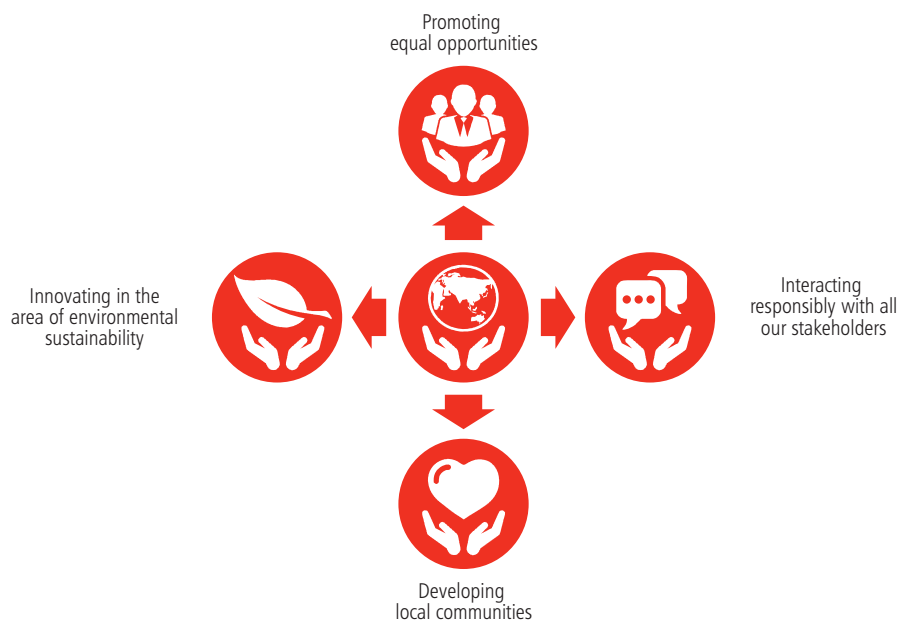 Promoting
equal opportunities
Innovating in the
area of environmental
sustainability
Interacting
responsibly with all
our stakeholders
Developing
local communities